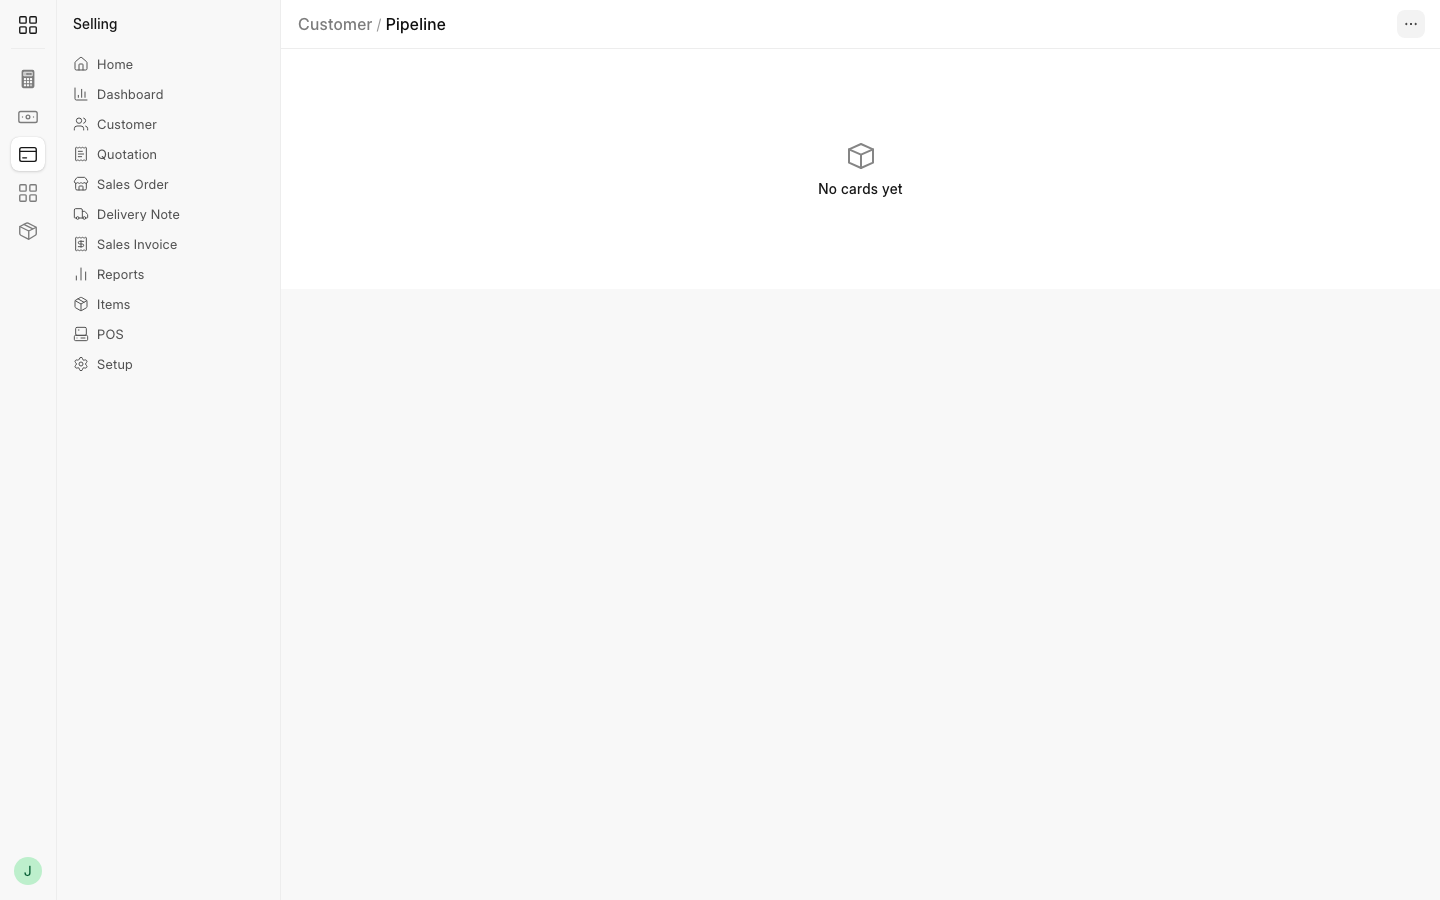 Selling
Customer / Pipeline
Home
Dashboard
Customer
Quotation
Sales Order
Delivery Note
Sales Invoice
Reports
Items
POS
Setup
No cards yet
J